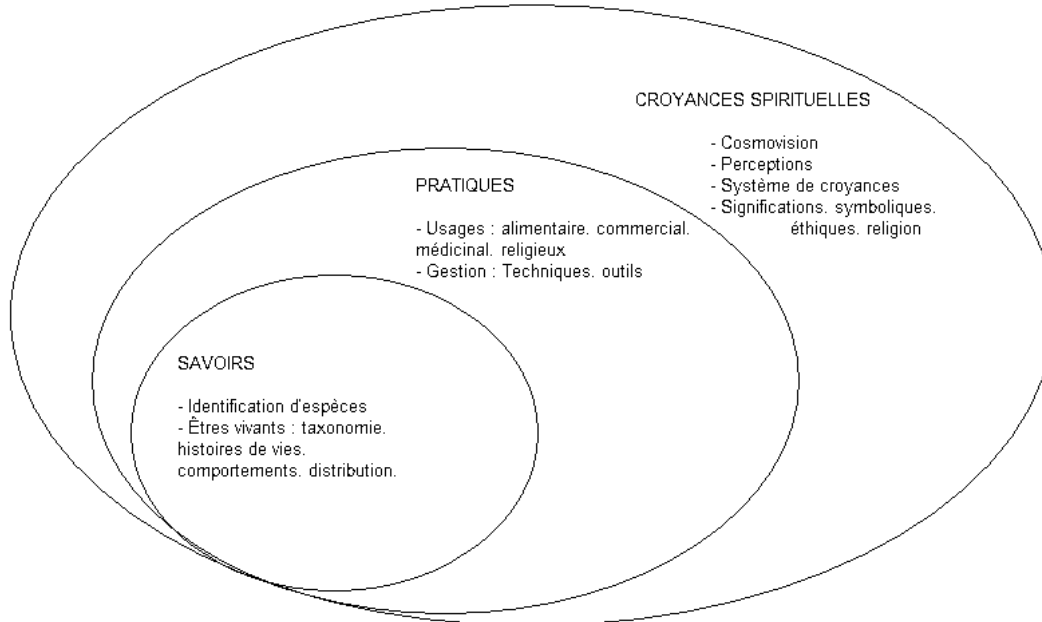 CROYANCES SPIRITUELLES
- Cosmovision
- Perceptions
- Système de croyances
- Significations. symboliques.
éthiques. religion
PRATIQUES
- Usages : alimentaire. commercial.
médicinal. religieux
- Gestion : Techniques. outils
SAVOIRS
- Identification d'espèces
- Êtres vivants : taxonomie.
histoires de vies.
comportements. distribution.